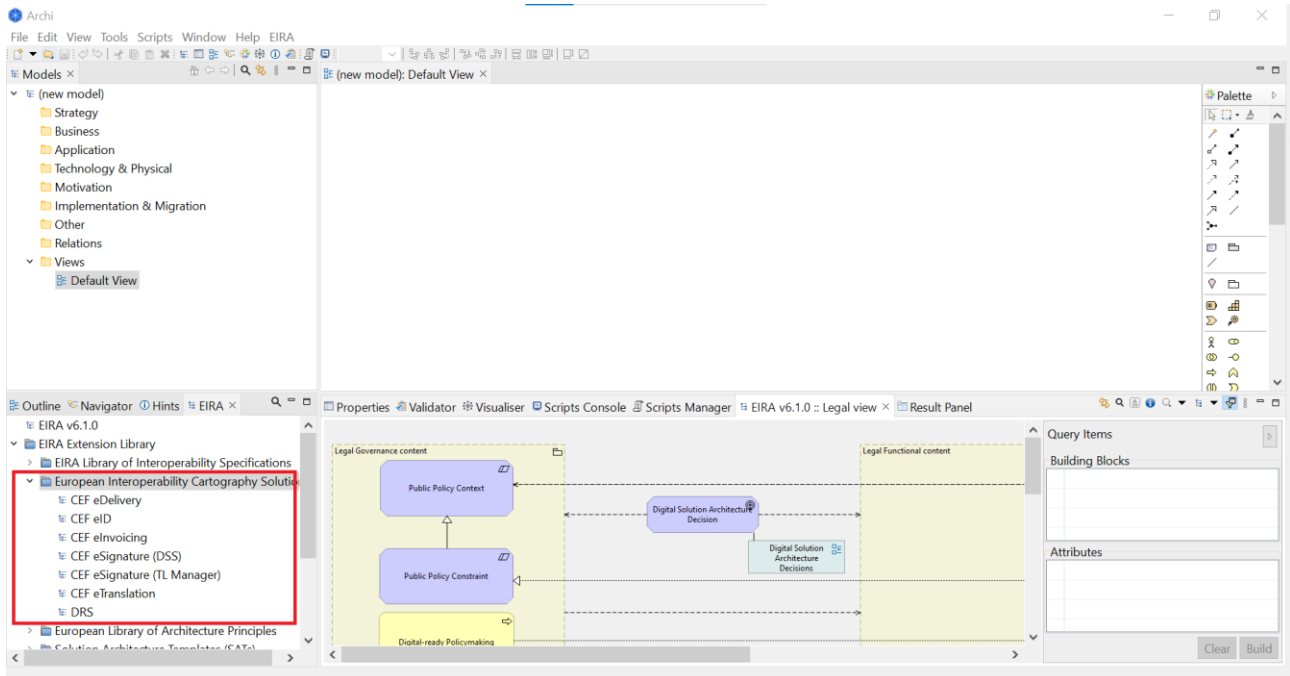 Archi
File Edit View Tools Scripts Window Help EIRA
Models
(new model): Default View
(new model)
Strategy
Business
Application
Technology & Physical
Motivation
Implementation & Migration
Other
Relations
Views
Default View
Palette
Outline Navigator Hints EIRA
EIRA v6.1.0
EIRA Extension Library
EIRA Library of Interoperability Specifications
European Interoperability Cartography Solutio
CEF eDelivery
CEF eID
CEF eInvoicing
CEF eSignature (DSS)
CEF eSignature (TL Manager)
CEF eTranslation
DRS
European Library of Architecture Principles
Solution Architecture Templates (SATs)
Properties Validator Visualiser Scripts Console Scripts Manager EIRA v6.1.0 :: Legal view Result Panel
Legal Governance content
Public Policy Context
Public Policy Constraint
Digital-ready Policymaking
Digital Solution Architecture
Decision
Digital Solution
Architecture
Decisions
Legal Functional content
Query Items
Building Blocks
Attributes
Clear Build